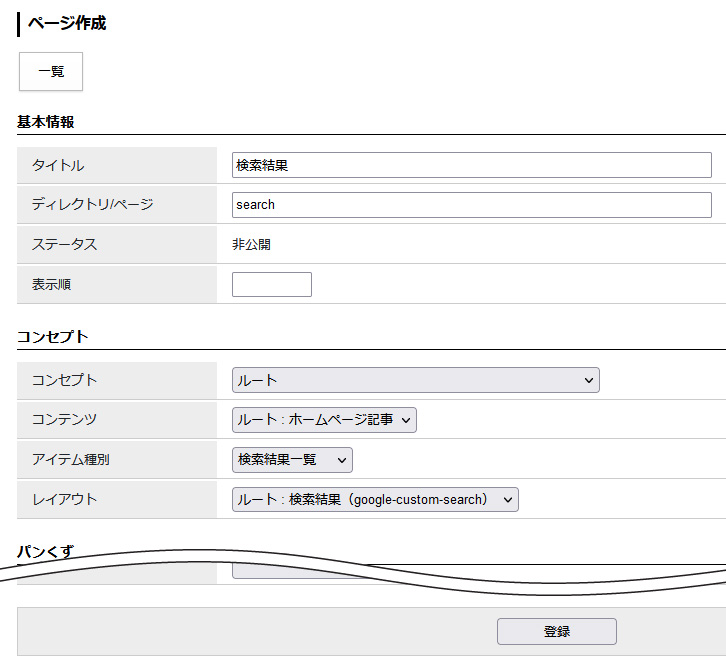 ページ作成
一覧
基本情報
タイトル 検索結果
ディレクトリ/ページ search
ステータス 非公開
表示順
コンセプト
コンセプト ルート
コンテンツ ルート : ホームページ記事
アイテム種別 検索結果一覧
レイアウト ルート : 検索結果（google-custom-search）
パンくず
登録